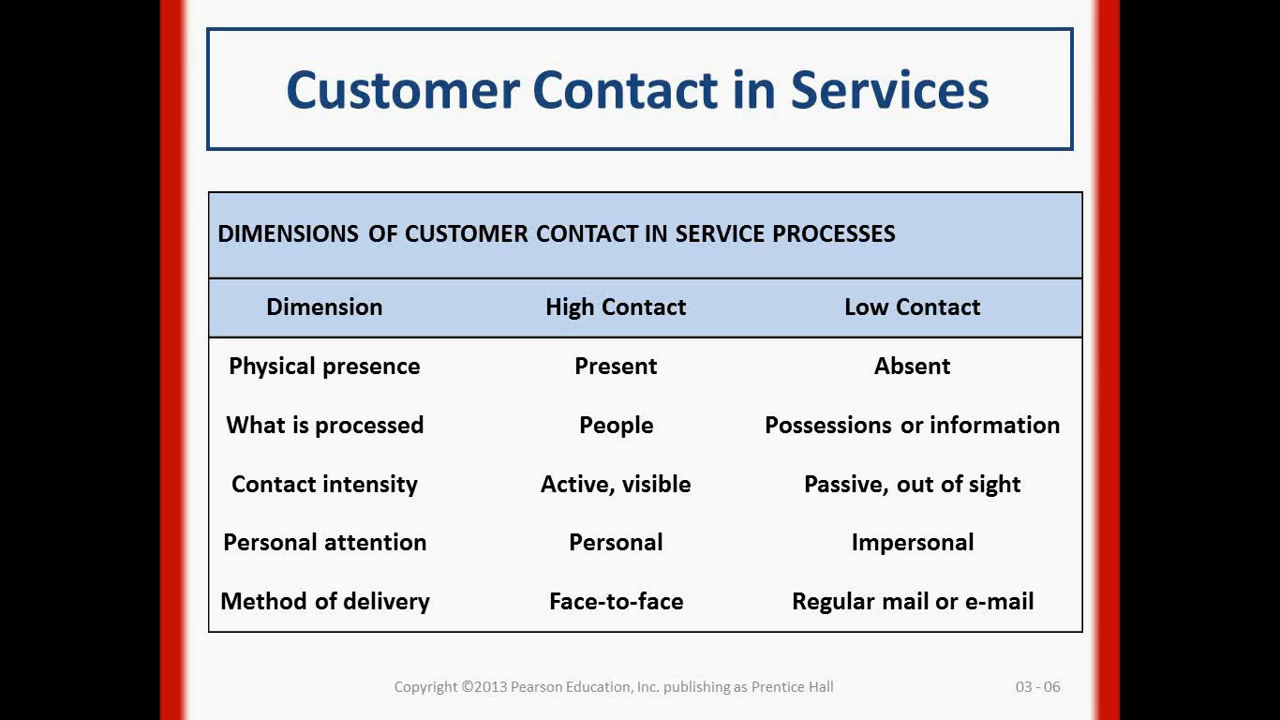 Customer Contact in Services
DIMENSIONS OF CUSTOMER CONTACT IN SERVICE PROCESSES
Dimension High Contact Low Contact
Physical presence Present Absent
What is processed People Possessions or information
Contact intensity Active, visible Passive, out of sight
Personal attention Personal Impersonal
Method of delivery Face-to-face Regular mail or e-mail
Copyright ©2013 Pearson Education, Inc. publishing as Prentice Hall 03 - 06